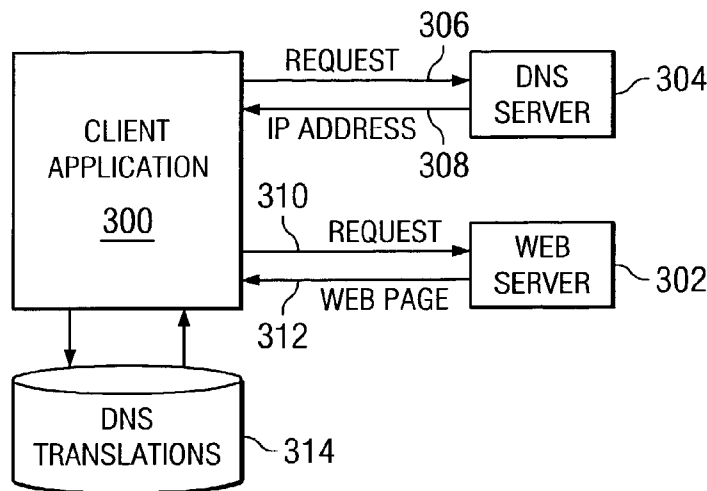 REQUEST
306
DNS
SERVER
304
IP ADDRESS
308
CLIENT
APPLICATION
300
310
REQUEST
WEB
SERVER
302
WEB PAGE
312
DNS
TRANSLATIONS
314